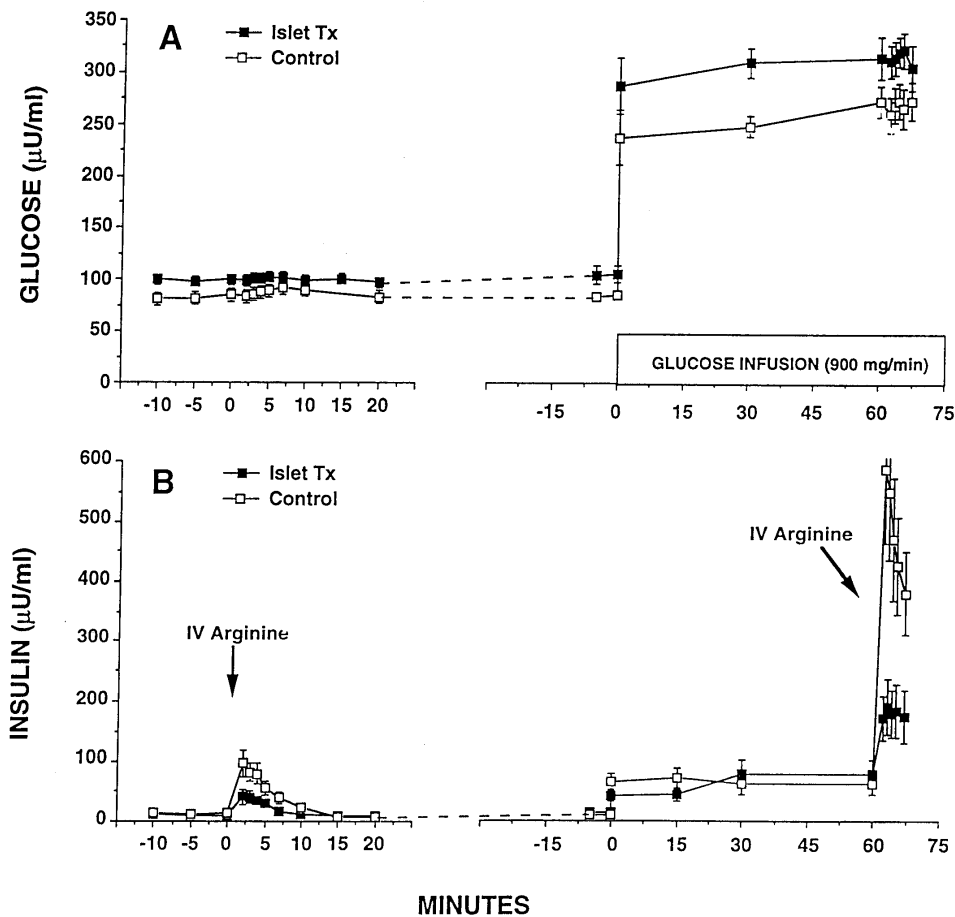 A
Islet Tx
Control
GLUCOSE (µU/ml)
350
300
250
200
150
100
50
0
GLUCOSE INFUSION (900 mg/min)
-10 -5 0 5 10 15 20 -15 0 15 30 45 60 75
B
Islet Tx
Control
INSULIN (µU/ml)
600
500
400
300
200
100
0
IV Arginine
IV Arginine
-10 -5 0 5 10 15 20 -15 0 15 30 45 60 75
MINUTES